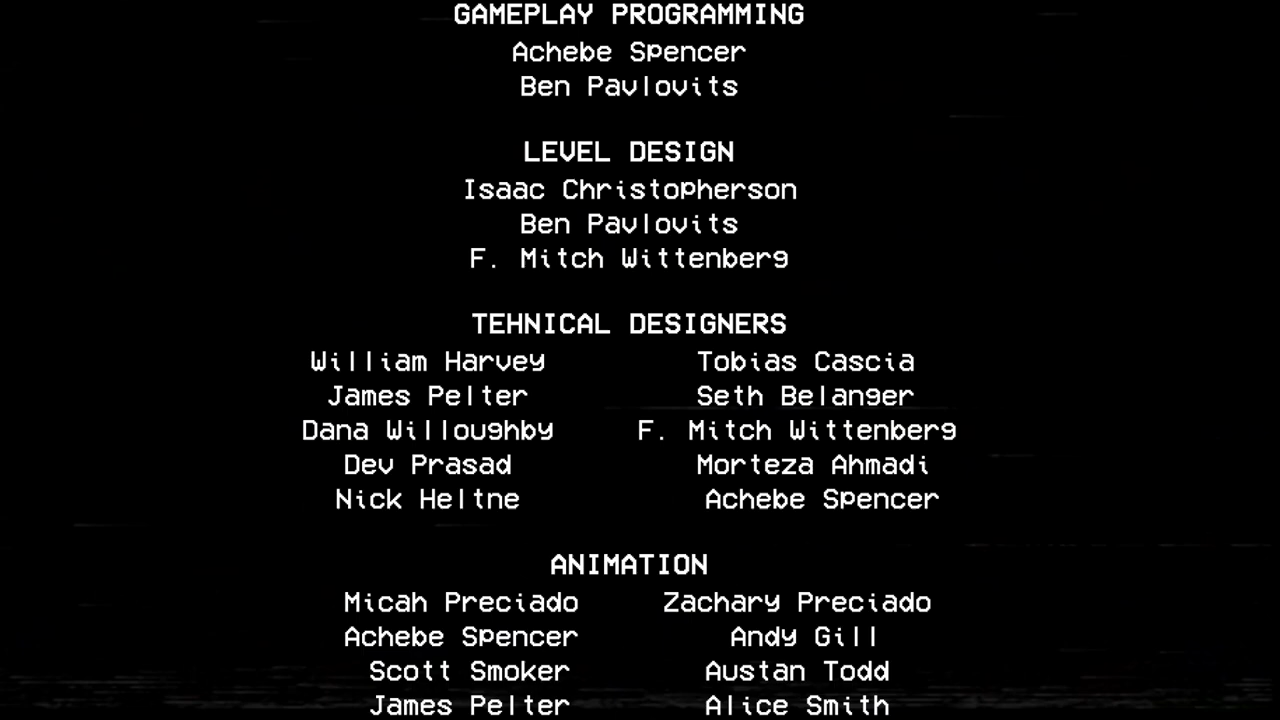 GAMEPLAY PROGRAMMING
Achebe Spencer
Ben Pavlovits
LEVEL DESIGN
Isaac Christopherson
Ben Pavlovits
F. Mitch Wittenberg
TEHNICAL DESIGNERS
William Harvey Tobias Cascia
James Pelter Seth Belanger
Dana Willoughby F. Mitch Wittenberg
Dev Prasad Morteza Ahmadi
Nick Heltne Achebe Spencer
ANIMATION
Micah Preciado Zachary Preciado
Achebe Spencer Andy Gill
Scott Smoker Austan Todd
James Pelter Alice Smith